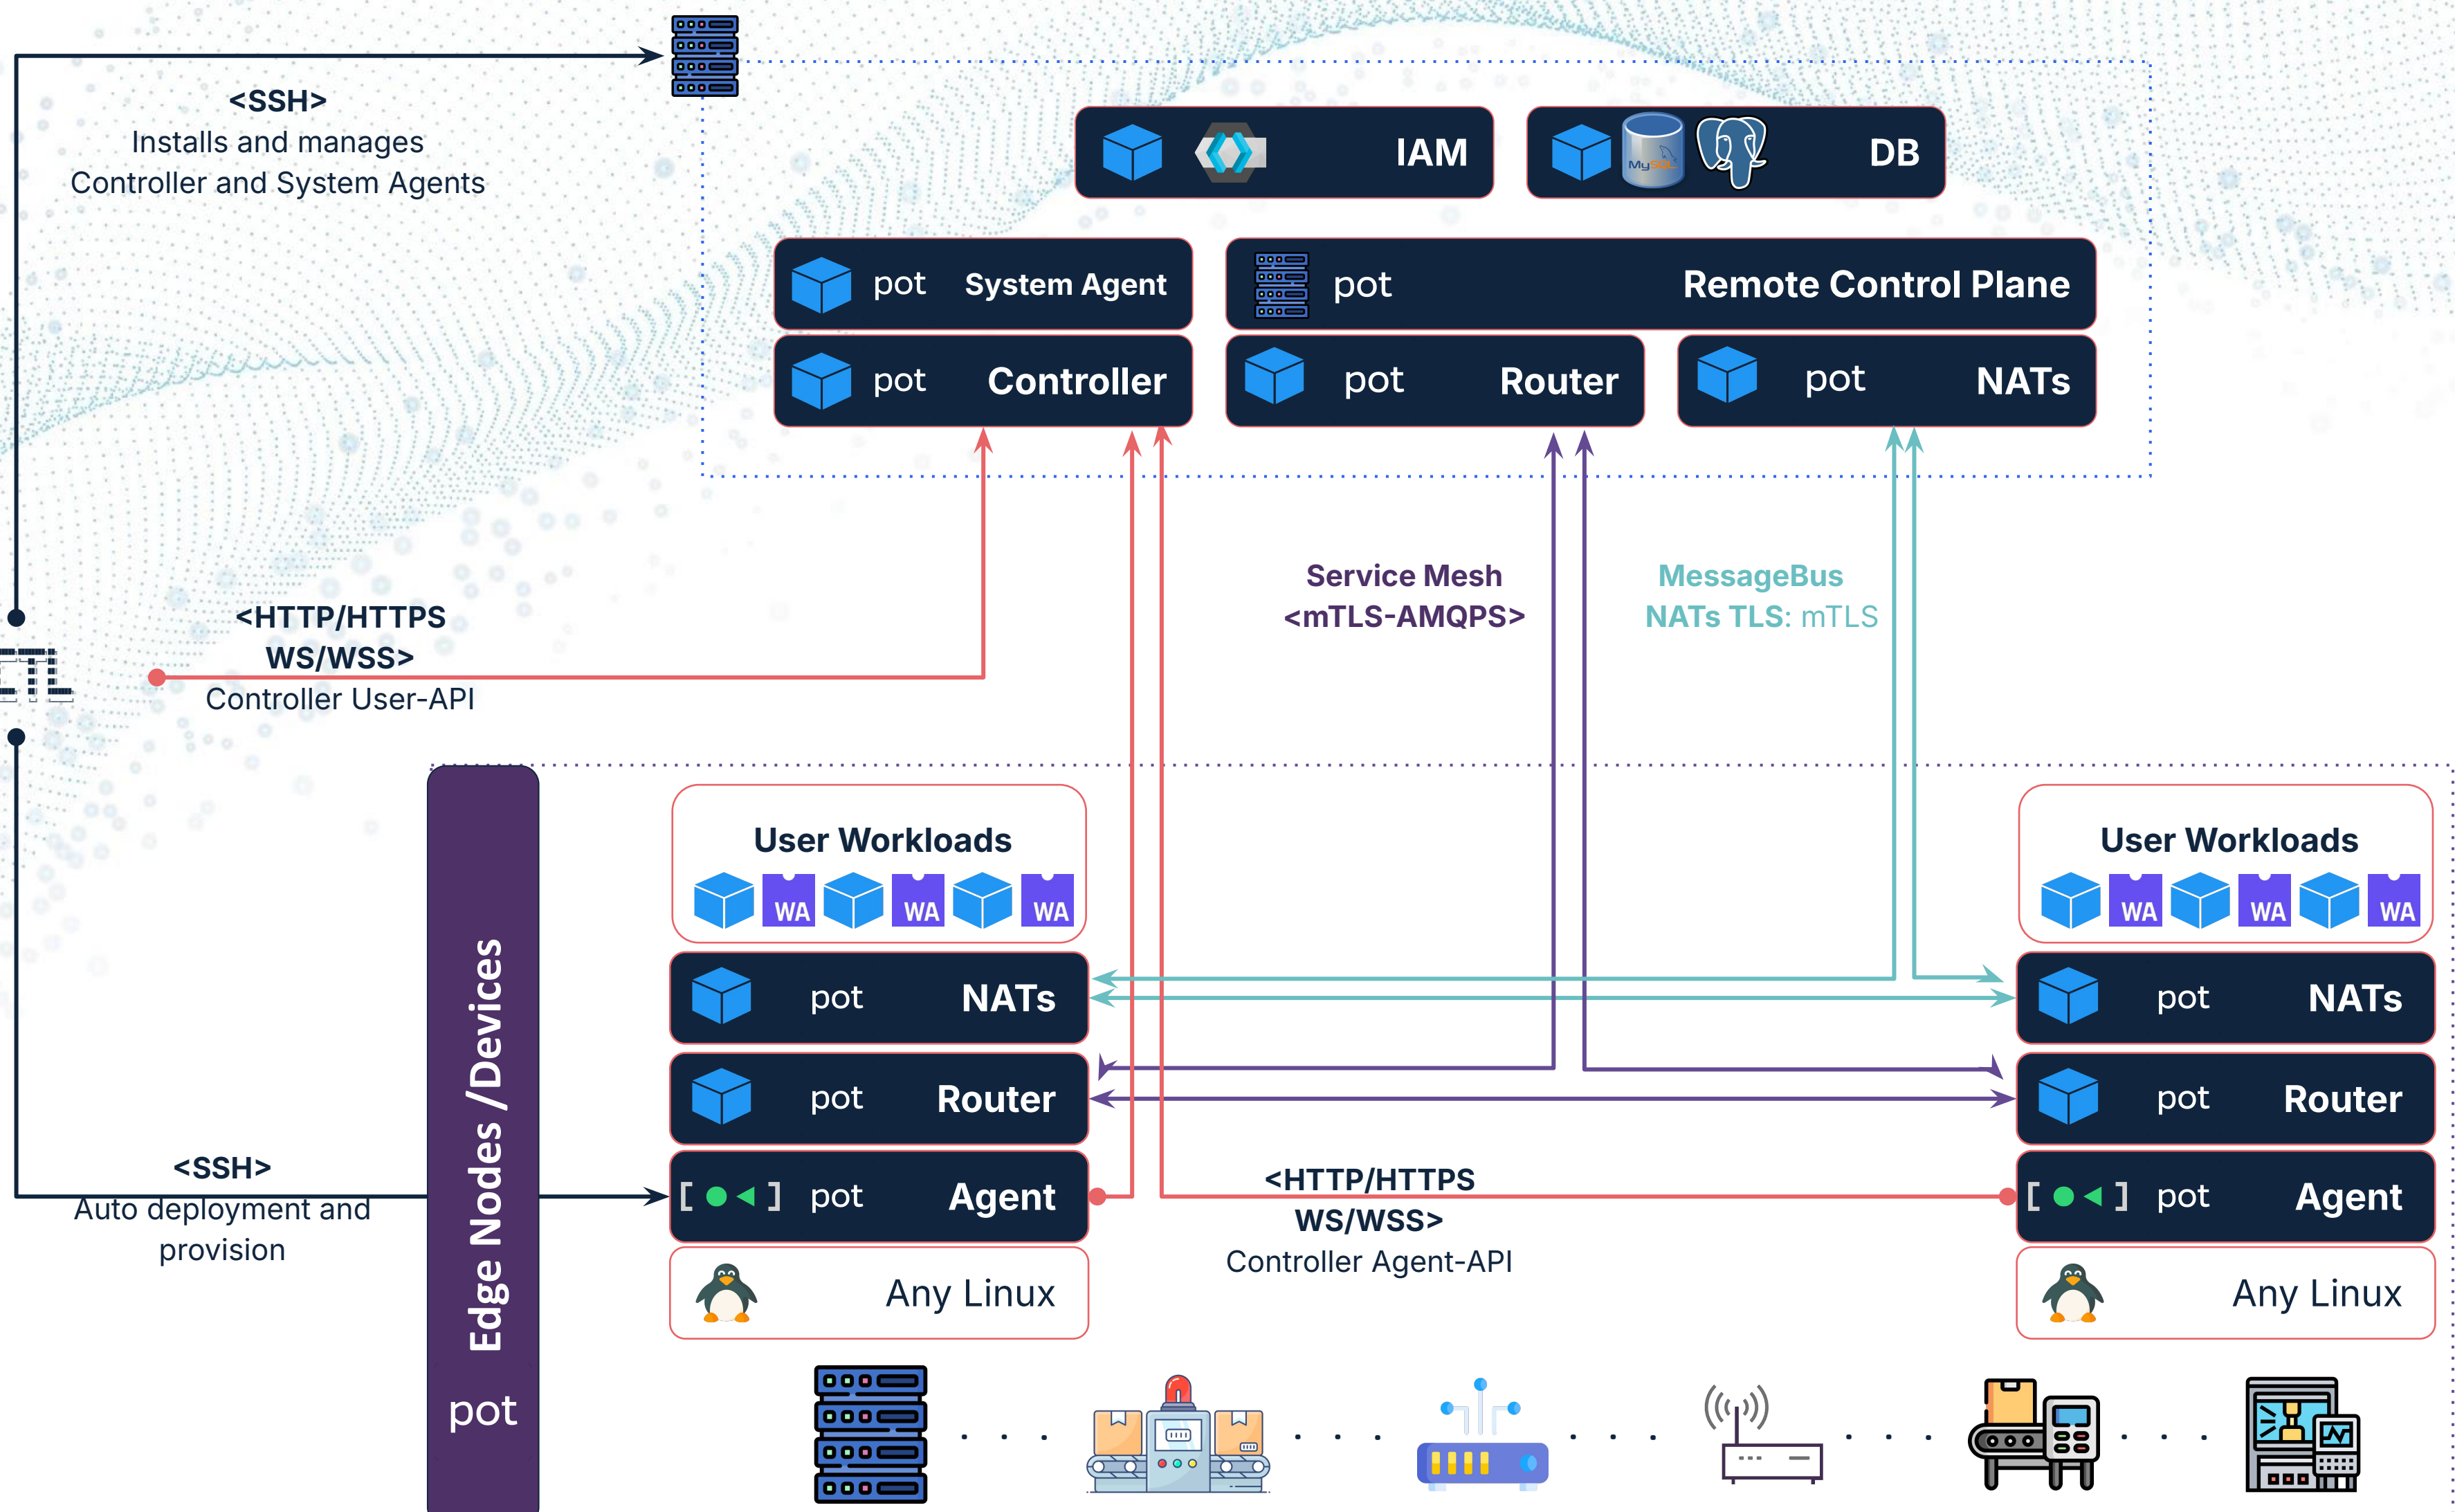 <SSH>
Installs and manages
Controller and System Agents
IAM
MySQL
DB
pot System Agent
pot Remote Control Plane
pot Controller
pot Router
pot NATs
Service Mesh
<mTLS-AMQPS>
MessageBus
NATs TLS: mTLS
<HTTP/HTTPS
WS/WSS>
Controller User-API
Edge Nodes /Devices
pot
User Workloads
WA WA WA
pot NATs
pot Router
pot Agent
Any Linux
<SSH>
Auto deployment and
provision
<HTTP/HTTPS
WS/WSS>
Controller Agent-API
User Workloads
WA WA WA
pot NATs
pot Router
pot Agent
Any Linux